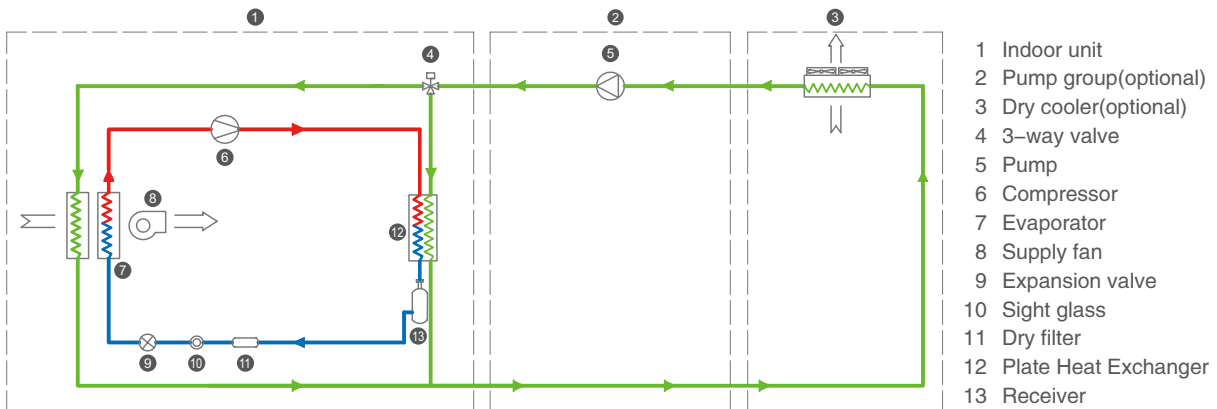 1
2
3
4
5
6
7
8
9
10
11
12
13
1 Indoor unit
2 Pump group(optional)
3 Dry cooler(optional)
4 3–way valve
5 Pump
6 Compressor
7 Evaporator
8 Supply fan
9 Expansion valve
10 Sight glass
11 Dry filter
12 Plate Heat Exchanger
13 Receiver